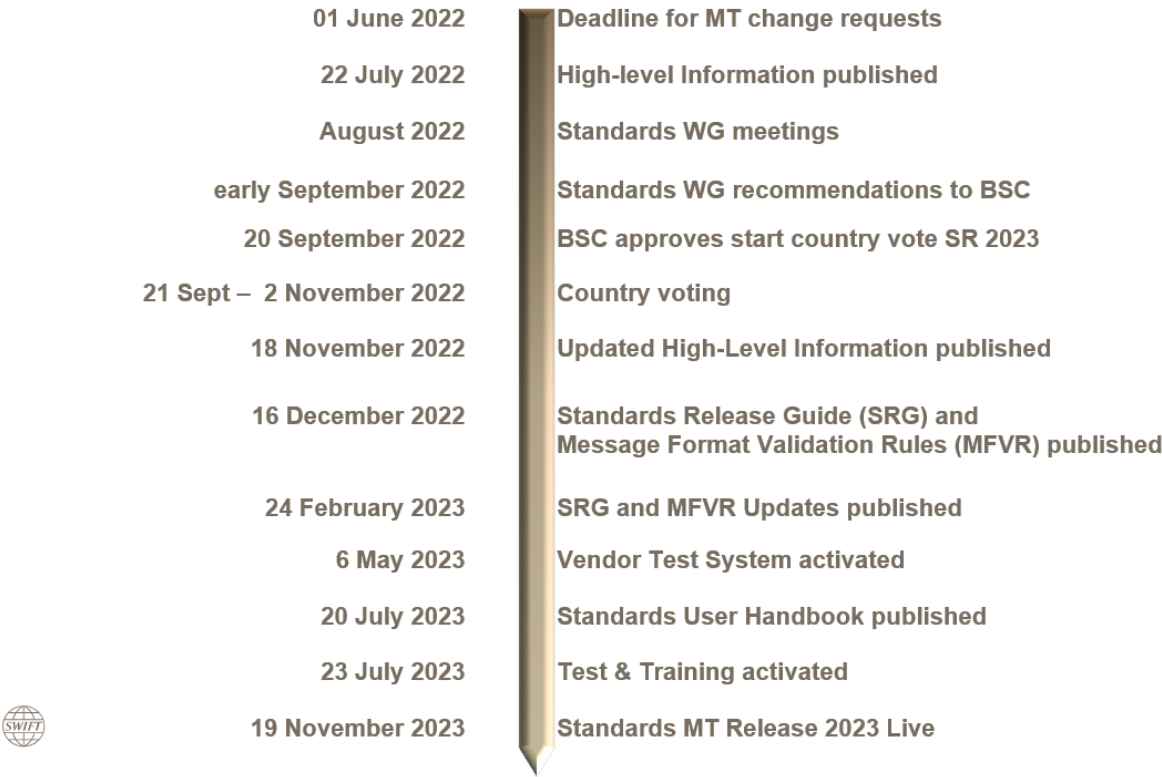 01 June 2022 Deadline for MT change requests
22 July 2022 High-level Information published
August 2022 Standards WG meetings
early September 2022 Standards WG recommendations to BSC
20 September 2022 BSC approves start country vote SR 2023
21 Sept –  2 November 2022 Country voting
18 November 2022 Updated High-Level Information published
16 December 2022 Standards Release Guide (SRG) and
Message Format Validation Rules (MFVR) published
24 February 2023 SRG and MFVR Updates published
6 May 2023 Vendor Test System activated
20 July 2023 Standards User Handbook published
23 July 2023 Test & Training activated
19 November 2023 Standards MT Release 2023 Live
SWIFT